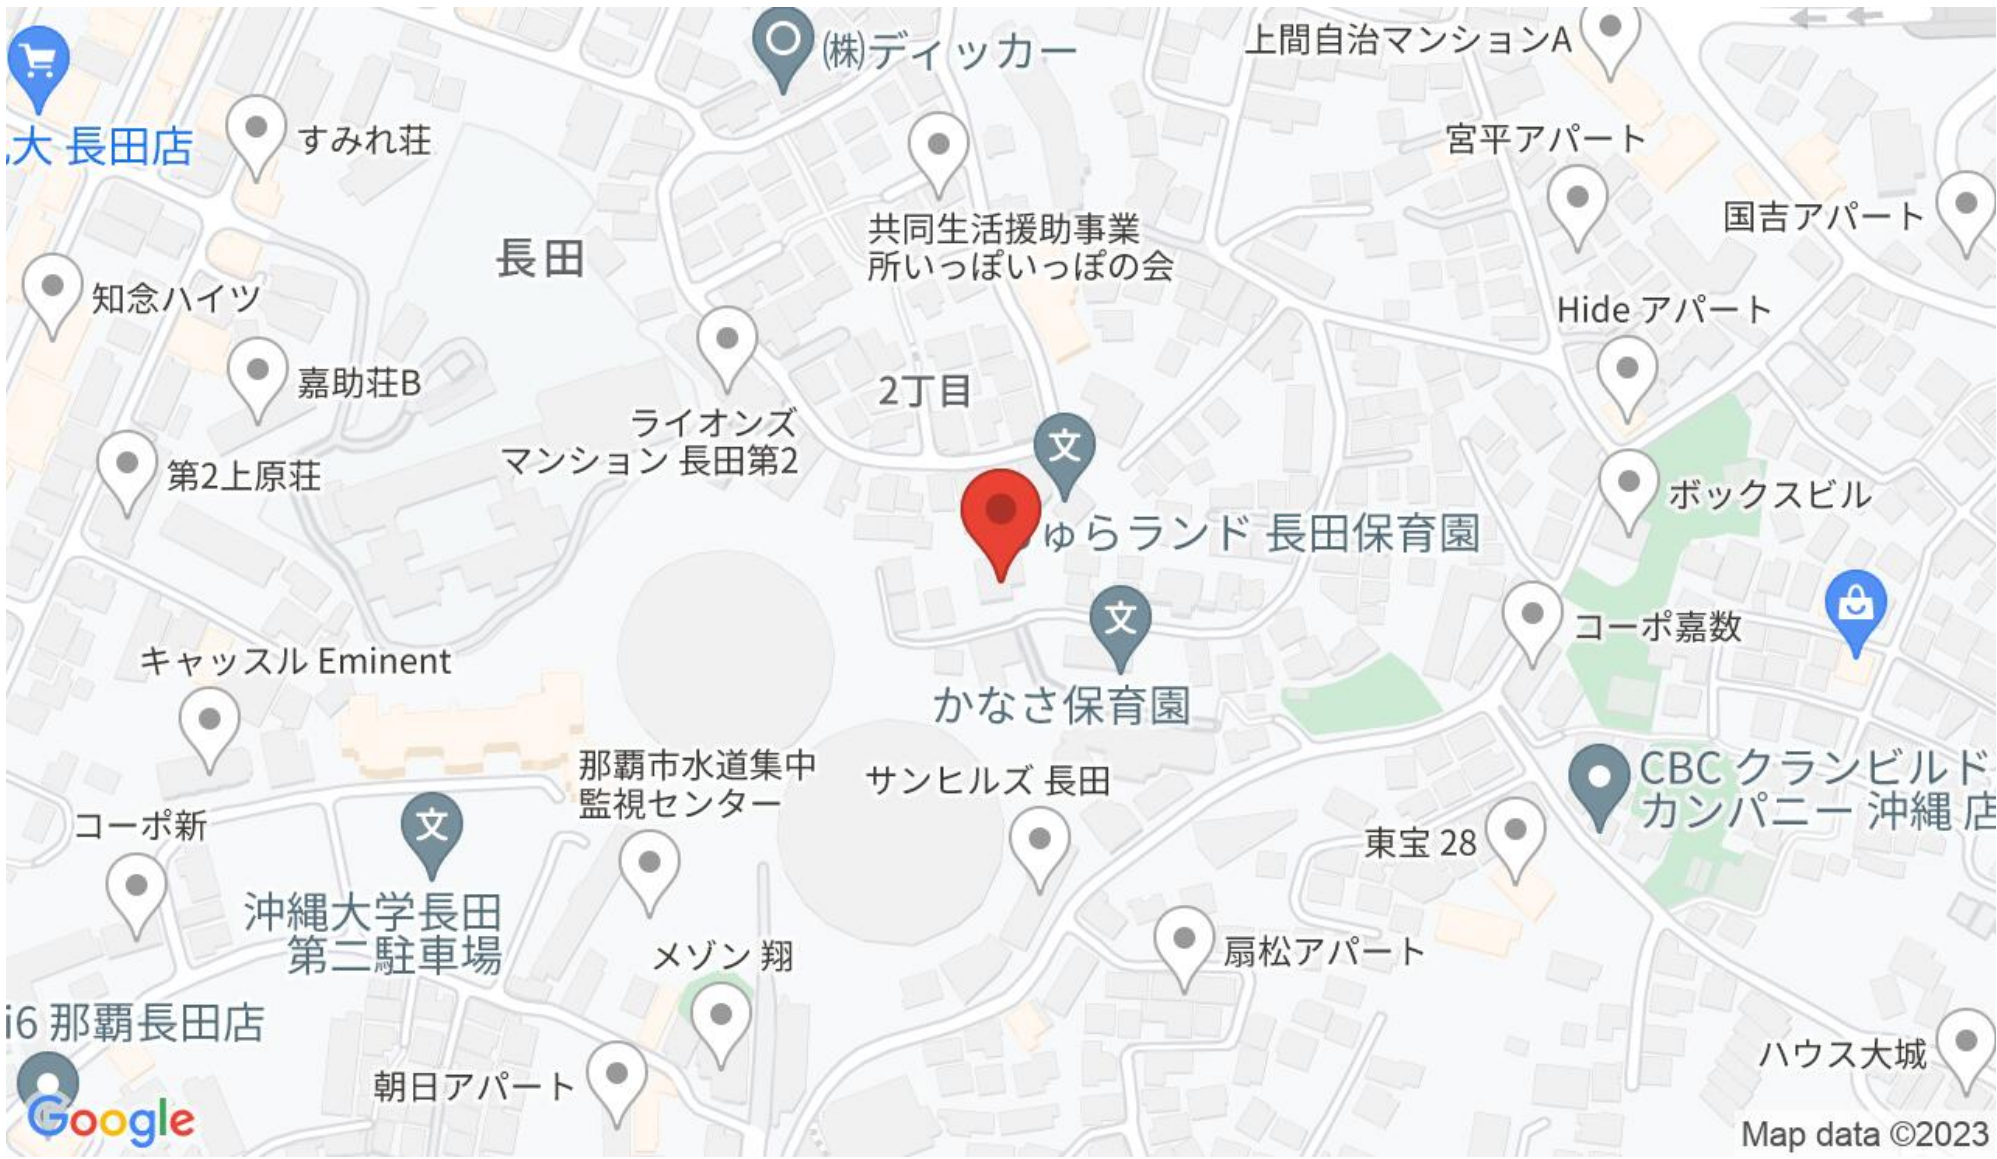 (株)ディッカー
上間自治マンションA
大 長田店
すみれ荘
宮平アパート
共同生活援助事業
所いっぽいっぽの会
国吉アパート
長田
知念ハイツ
Hide アパート
嘉助荘B
2丁目
ライオンズ
マンション 長田第2
第2上原荘
ボックスビル
ゅらランド 長田保育園
コーポ嘉数
キャッスル Eminent
かなさ保育園
那覇市水道集中
監視センター
サンヒルズ 長田
CBC クランビルド
カンパニー 沖縄 店
コーポ新
東宝 28
沖縄大学長田
第二駐車場
メゾン 翔
扇松アパート
i6 那覇長田店
ハウス大城
朝日アパート
Google
Map data ©2023